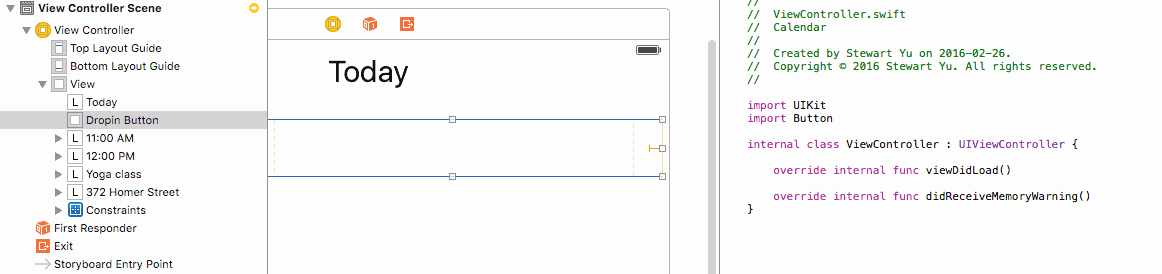 View Controller Scene
View Controller
Top Layout Guide
Bottom Layout Guide
View
L Today
Dropin Button
L 11:00 AM
L 12:00 PM
L Yoga class
L 372 Homer Street
Constraints
First Responder
Exit
Storyboard Entry Point
Today
//
// ViewController.swift
// Calendar
//
// Created by Stewart Yu on 2016-02-26.
// Copyright © 2016 Stewart Yu. All rights reserved.
//
import UIKit
import Button
internal class ViewController : UIViewController {
override internal func viewDidLoad()
override internal func didReceiveMemoryWarning()
}